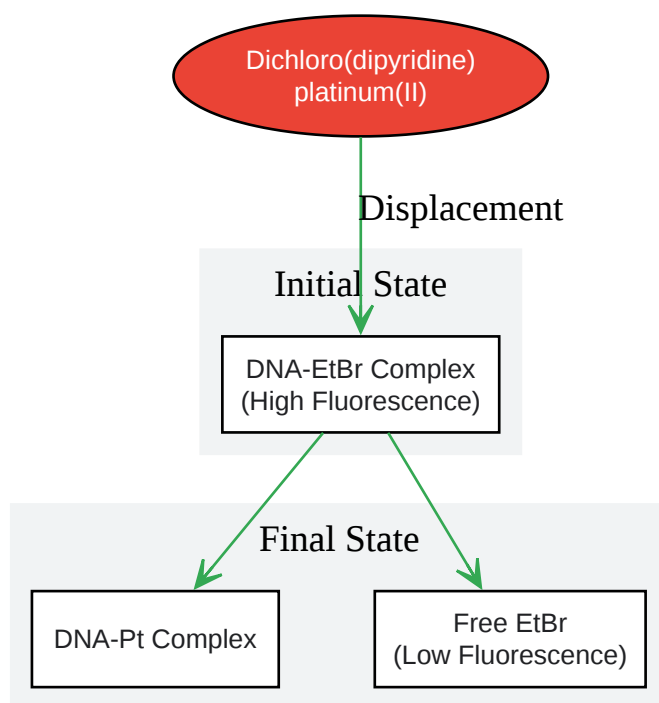 Dichloro(dipyridine)
platinum(II)
Displacement
Initial State
DNA-EtBr Complex
(High Fluorescence)
Final State
DNA-Pt Complex
Free EtBr
(Low Fluorescence)